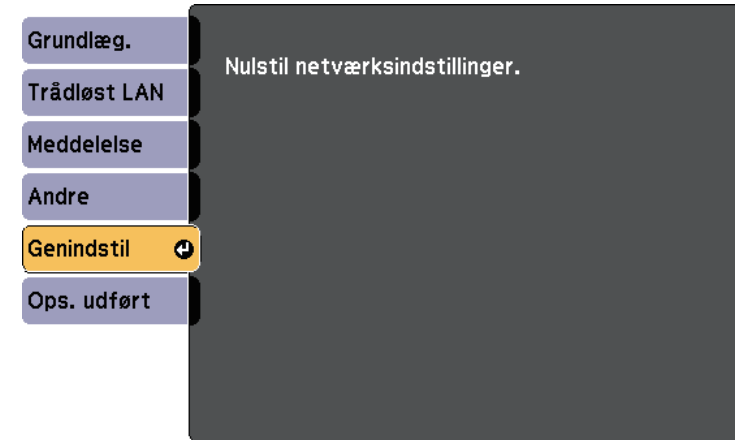 Grundlæg.
Trådløst LAN
Meddelelse
Andre
Genindstil
Ops. udført
Nulstil netværksindstillinger.